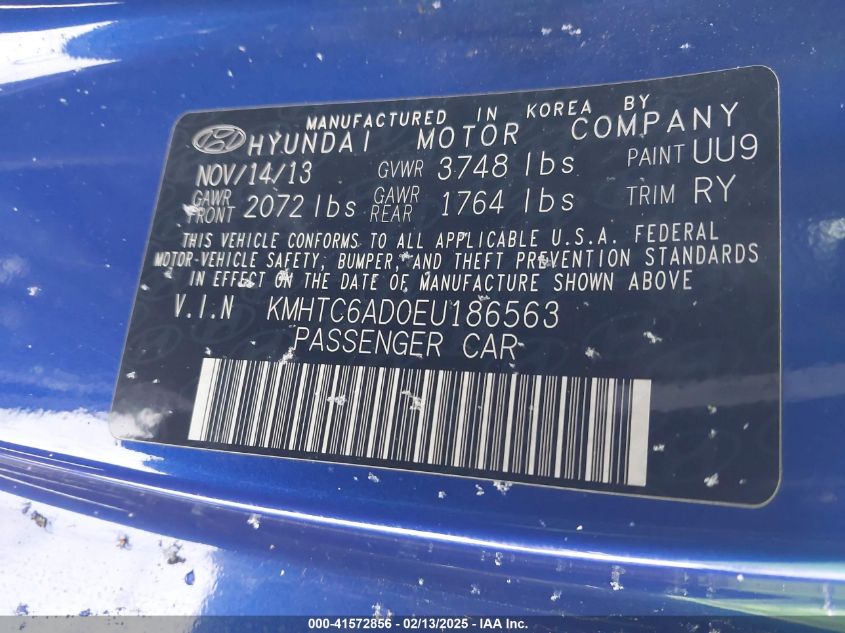 MANUFACTURED IN KOREA BY
HYUNDAI MOTOR COMPANY
NOV/14/13 GVWR 3748 lbs PAINT UU9
GAWR FRONT 2072 lbs GAWR REAR 1764 lbs TRIM RY
THIS VEHICLE CONFORMS TO ALL APPLICABLE U.S.A. FEDERAL
MOTOR-VEHICLE SAFETY, BUMPER, AND THEFT PREVENTION STANDARDS
IN EFFECT ON THE DATE OF MANUFACTURE SHOWN ABOVE
V.I.N KMHTC6AD0EU186563
PASSENGER CAR
000-41572856 - 02/13/2025 - IAA Inc.